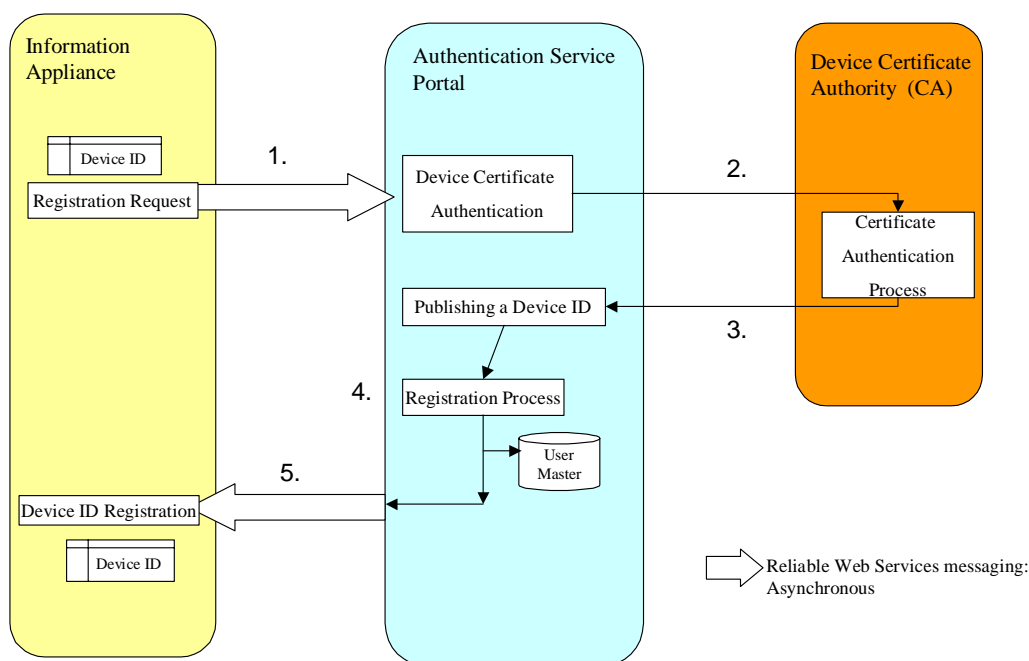 Information
Appliance
Device ID
Registration Request
1.
Authentication Service
Portal
Device Certificate
Authentication
2.
Device Certificate
Authority (CA)
Certificate
Authentication
Process
3.
Publishing a Device ID
4.
Registration Process
User
Master
5.
Device ID Registration
Device ID
Reliable Web Services messaging:
Asynchronous